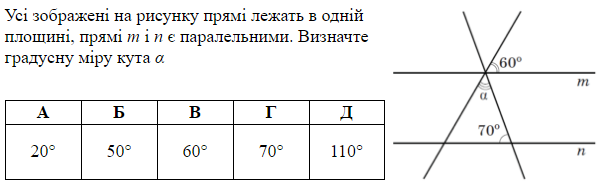 Усі зображені на рисунку прямі лежать в одній
площині, прямі m і n є паралельними. Визначте
градусну міру кута α
А Б В Г Д
20° 50° 60° 70° 110°
60°
m
α
70°
n